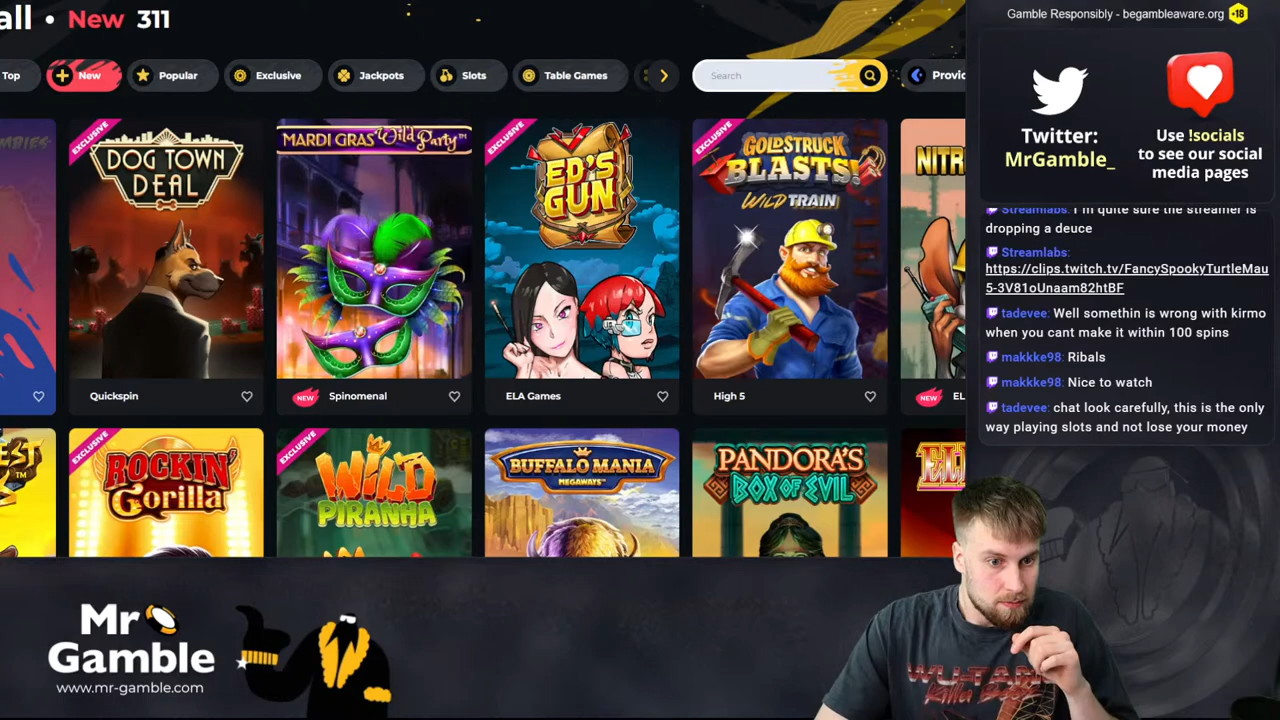 all • New 311
Gamble Responsibly - begambleaware.org +18
Top
New
Popular
Exclusive
Jackpots
Slots
Table Games
Search
Twitter:
MrGamble_
Use !socials
to see our social
media pages
EXCLUSIVE
DOG TOWN
DEAL
MARDI GRAS Wild Party™
EXCLUSIVE
ED'S
GUN
EXCLUSIVE
GOLDSTRUCK
BLASTS!
WILD TRAIN
Quickspin
NEW
Spinomenal
ELA Games
High 5
NEW
Streamlabs: I'm quite sure the streamer is
dropping a deuce
Streamlabs:
https://clips.twitch.tv/FancySpookyTurtleMau
5-3V81oUnaam82htBF
tadevee: Well somethin is wrong with kirmo
when you cant make it within 100 spins
makkke98: Ribals
makkke98: Nice to watch
tadevee: chat look carefully, this is the only
way playing slots and not lose your money
EXCLUSIVE
ROCKIN'
Gorilla
EXCLUSIVE
WILD
PIRANHA
BUFFALO MANIA
MEGAWAYS™
PANDORA'S
BOX OF EVIL
Mr
Gamble
www.mr-gamble.com
WU-TANG
Killa Bees